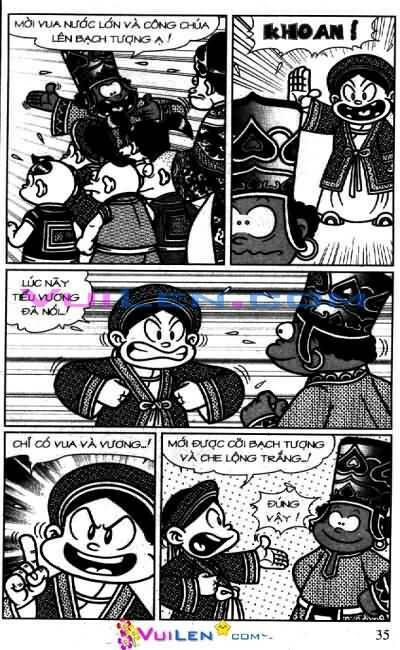 MỜI VUA NƯỚC LỚN VÀ CÔNG CHÚA
LÊN BẠCH TƯỢNG Ạ!
KHOAN!
LÚC NÃY
TIỂU VƯƠNG
ĐÃ NÓI...!
VUILEN.COM
CHỈ CÓ VUA VÀ VƯƠNG...!
MỚI ĐƯỢC CỠI BẠCH TƯỢNG
VÀ CHE LỘNG TRẮNG...!
ĐÚNG
VẬY!
35
VUILEN.COM